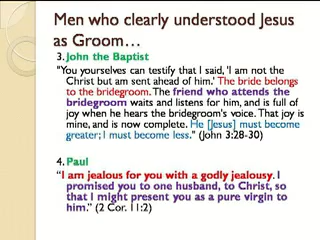 Men who clearly understood Jesus
as Groom…
3. John the Baptist
"You yourselves can testify that I said, 'I am not the
Christ but am sent ahead of him.' The bride belongs
to the bridegroom. The friend who attends the
bridegroom waits and listens for him, and is full of
joy when he hears the bridegroom's voice. That joy is
mine, and is now complete. He [Jesus] must become
greater; I must become less." (John 3:28-30)
4. Paul
"I am jealous for you with a godly jealousy. I
promised you to one husband, to Christ, so
that I might present you as a pure virgin to
him." (2 Cor. 11:2)